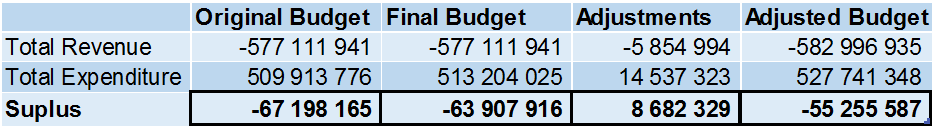 Original Budget Final Budget Adjustments Adjusted Budget
Total Revenue -577 111 941 -577 111 941 -5 854 994 -582 996 935
Total Expenditure 509 913 776 513 204 025 14 537 323 527 741 348
Suplus -67 198 165 -63 907 916 8 682 329 -55 255 587